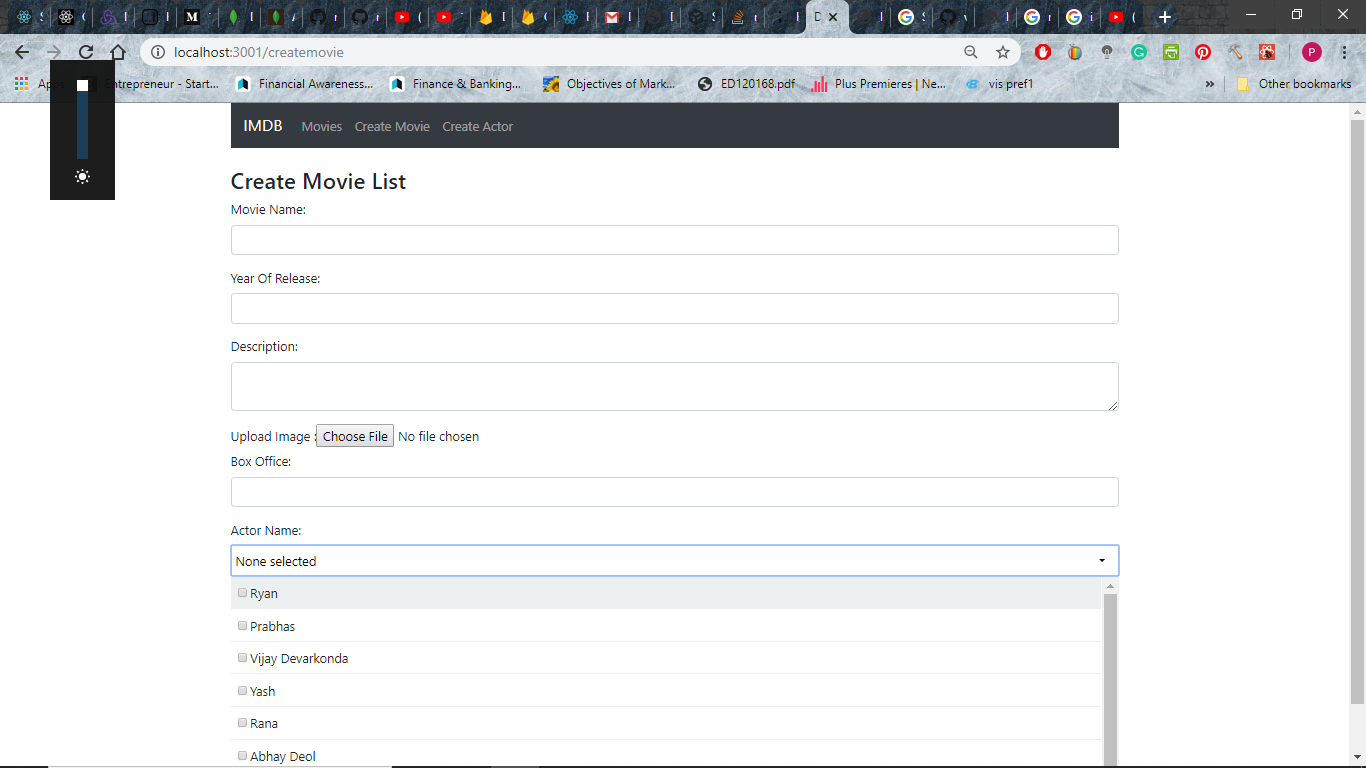 localhost:3001/createmovie
Entrepreneur - Start...
Financial Awareness...
Finance & Banking...
Objectives of Mark...
ED120168.pdf
Plus Premieres | Ne...
vis pref1
»
Other bookmarks
IMDB Movies Create Movie Create Actor
Create Movie List
Movie Name:
Year Of Release:
Description:
Upload Image : Choose File No file chosen
Box Office:
Actor Name:
None selected
Ryan
Prabhas
Vijay Devarkonda
Yash
Rana
Abhay Deol